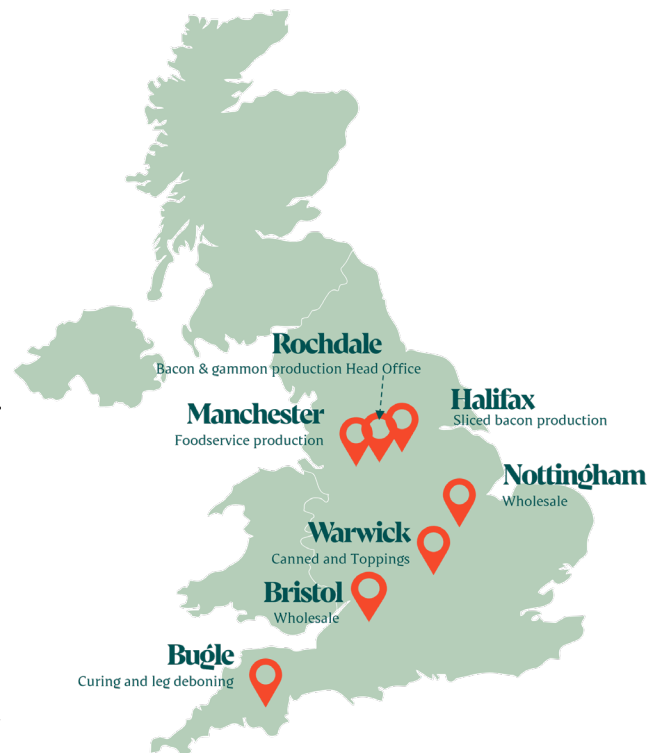 Rochdale
Bacon & gammon production Head Office
Halifax
Sliced bacon production
Manchester
Foodservice production
Nottingham
Wholesale
Warwick
Canned and Toppings
Bristol
Wholesale
Bugle
Curing and leg deboning